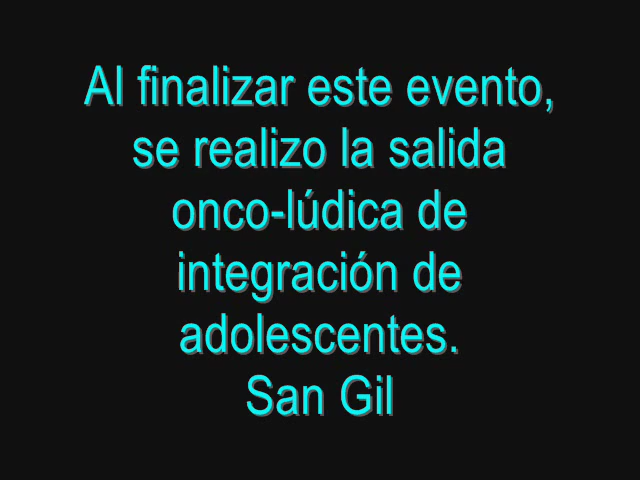 Al finalizar este evento,
se realizo la salida
onco-lúdica de
integración de
adolescentes.
San Gil